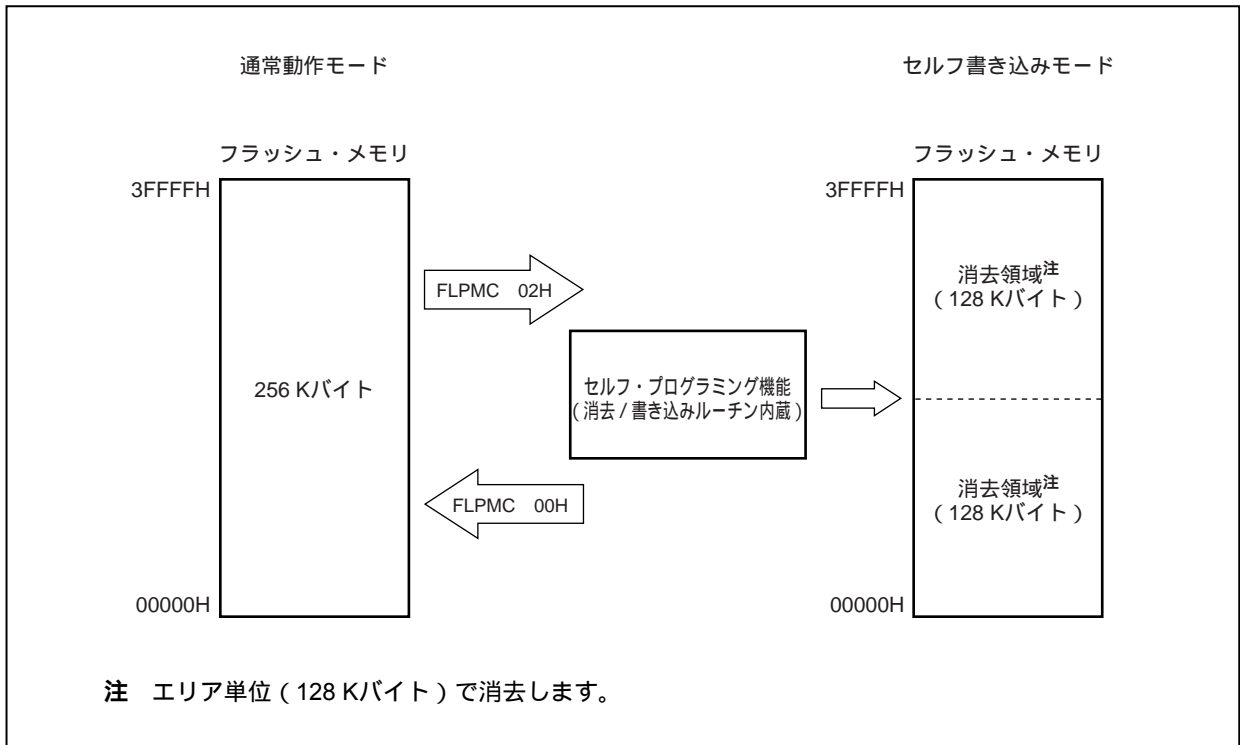 通常動作モード
セルフ書き込みモード
フラッシュ・メモリ
フラッシュ・メモリ
3FFFFH
3FFFFH
消去領域注
( 128 Kバイト )
FLPMC 02H
256 Kバイト
セルフ・プログラミング機能
( 消去 / 書き込みルーチン内蔵 )
消去領域注
( 128 Kバイト )
FLPMC 00H
00000H
00000H
注 エリア単位 ( 128 Kバイト ) で消去します。